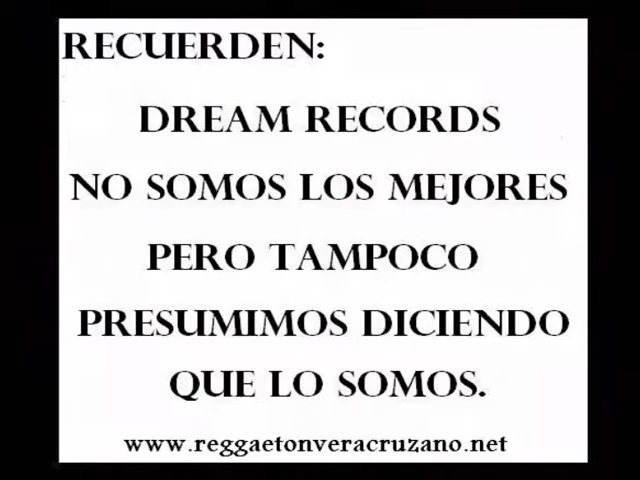 RECUERDEN:
DREAM RECORDS
NO SOMOS LOS MEJORES
PERO TAMPOCO
PRESUMIMOS DICIENDO
QUE LO SOMOS.
www.reggaetonveracruzano.net